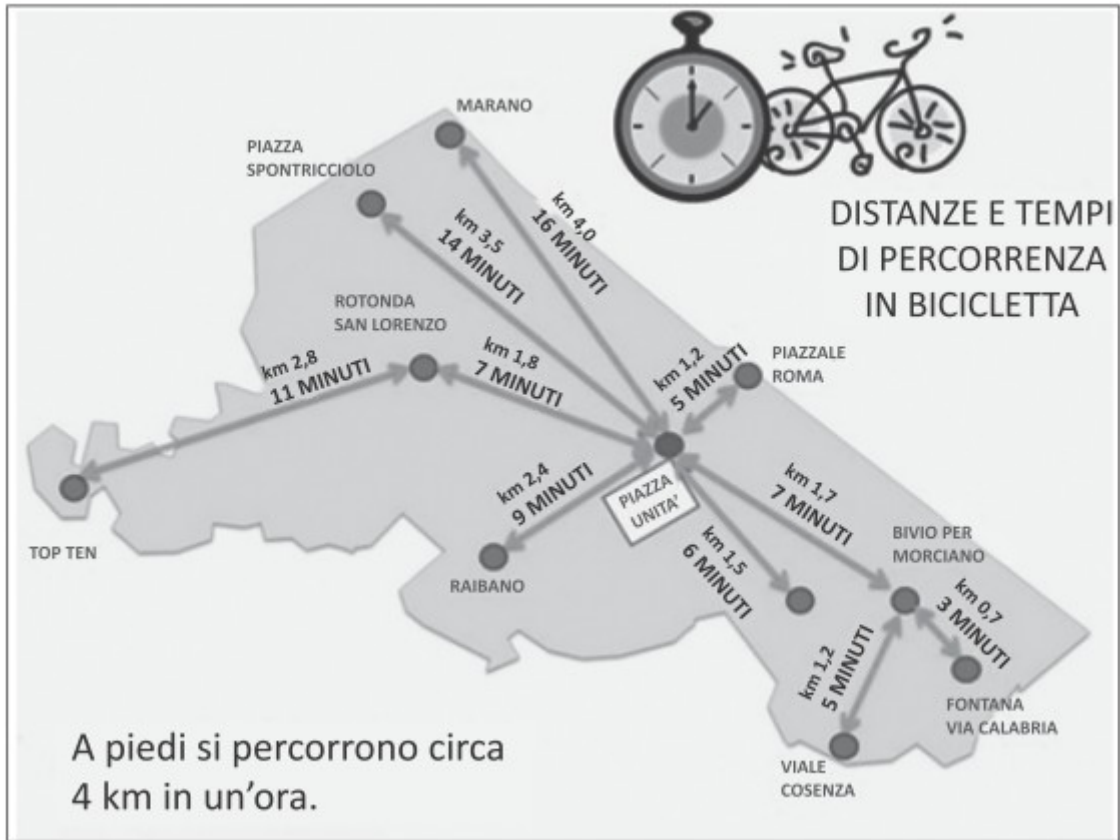 MARANO
PIAZZA
SPONTRICCIOLO
km 4,0
16 MINUTI
km 3,5
14 MINUTI
DISTANZE E TEMPI
DI PERCORRENZA
IN BICICLETTA
ROTONDA
SAN LORENZO
km 2,8
11 MINUTI
km 1,8
7 MINUTI
km 1,2
5 MINUTI
PIAZZALE
ROMA
km 2,4
9 MINUTI
PIAZZA
UNITA'
km 1,7
7 MINUTI
TOP TEN
RAIBANO
km 1,5
6 MINUTI
BIVIO PER
MORCIANO
km 0,7
3 MINUTI
km 1,2
5 MINUTI
FONTANA
VIA CALABRIA
VIALE
COSENZA
A piedi si percorrono circa
4 km in un’ora.